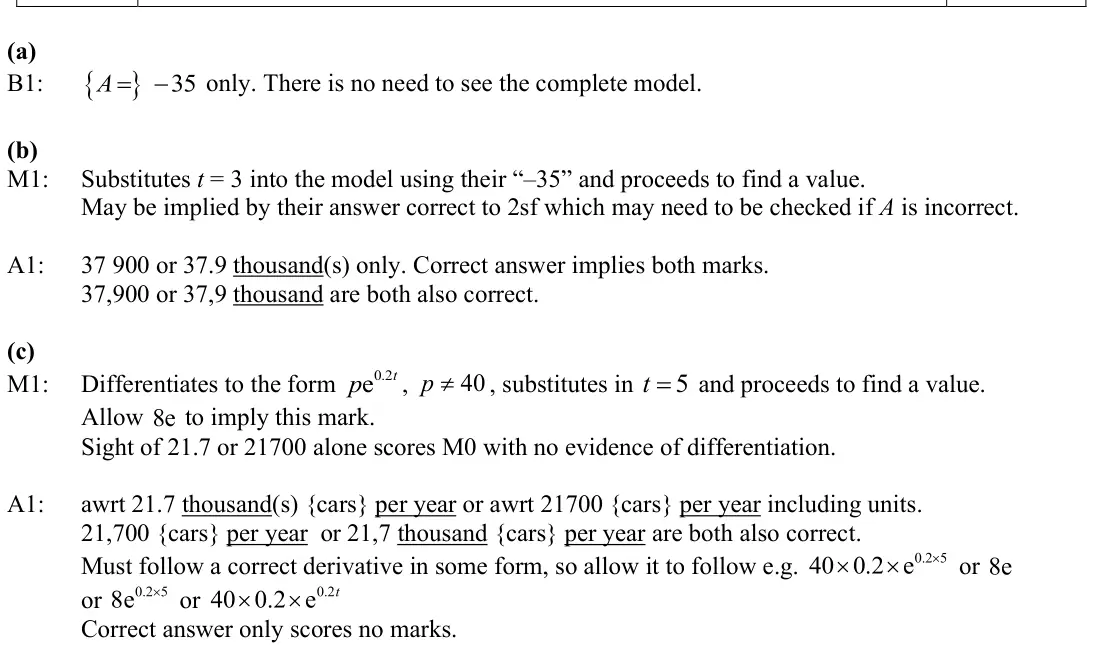 (a)
B1: {A =} −35 only. There is no need to see the complete model.
(b)
M1: Substitutes t = 3 into the model using their “–35” and proceeds to find a value.
May be implied by their answer correct to 2sf which may need to be checked if A is incorrect.
A1: 37 900 or 37.9 thousand(s) only. Correct answer implies both marks.
37,900 or 37,9 thousand are both also correct.
(c)
M1: Differentiates to the form pe^{0.2t}, p ≠ 40, substitutes in t = 5 and proceeds to find a value.
Allow 8e to imply this mark.
Sight of 21.7 or 21700 alone scores M0 with no evidence of differentiation.
A1: awrt 21.7 thousand(s) {cars} per year or awrt 21700 {cars} per year including units.
21,700 {cars} per year or 21,7 thousand {cars} per year are both also correct.
Must follow a correct derivative in some form, so allow it to follow e.g. 40×0.2×e^{0.2×5} or 8e
or 8e^{0.2×5} or 40×0.2×e^{0.2t}
Correct answer only scores no marks.